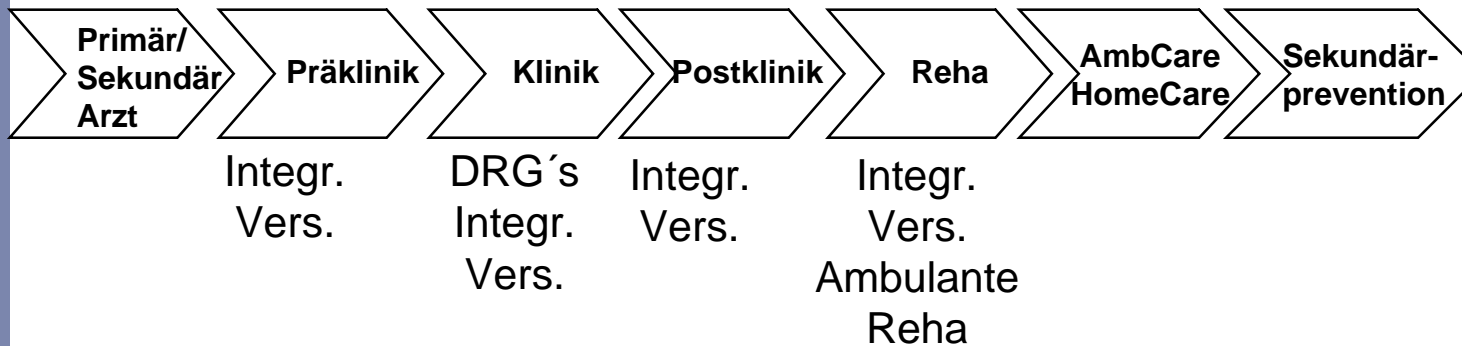 Primär/
Sekundär
Arzt
Präklinik
Klinik
Postklinik
Reha
AmbCare
HomeCare
Sekundär-
prevention
Integr.
Vers.
DRG´s
Integr.
Vers.
Integr.
Vers.
Integr.
Vers.
Ambulante
Reha